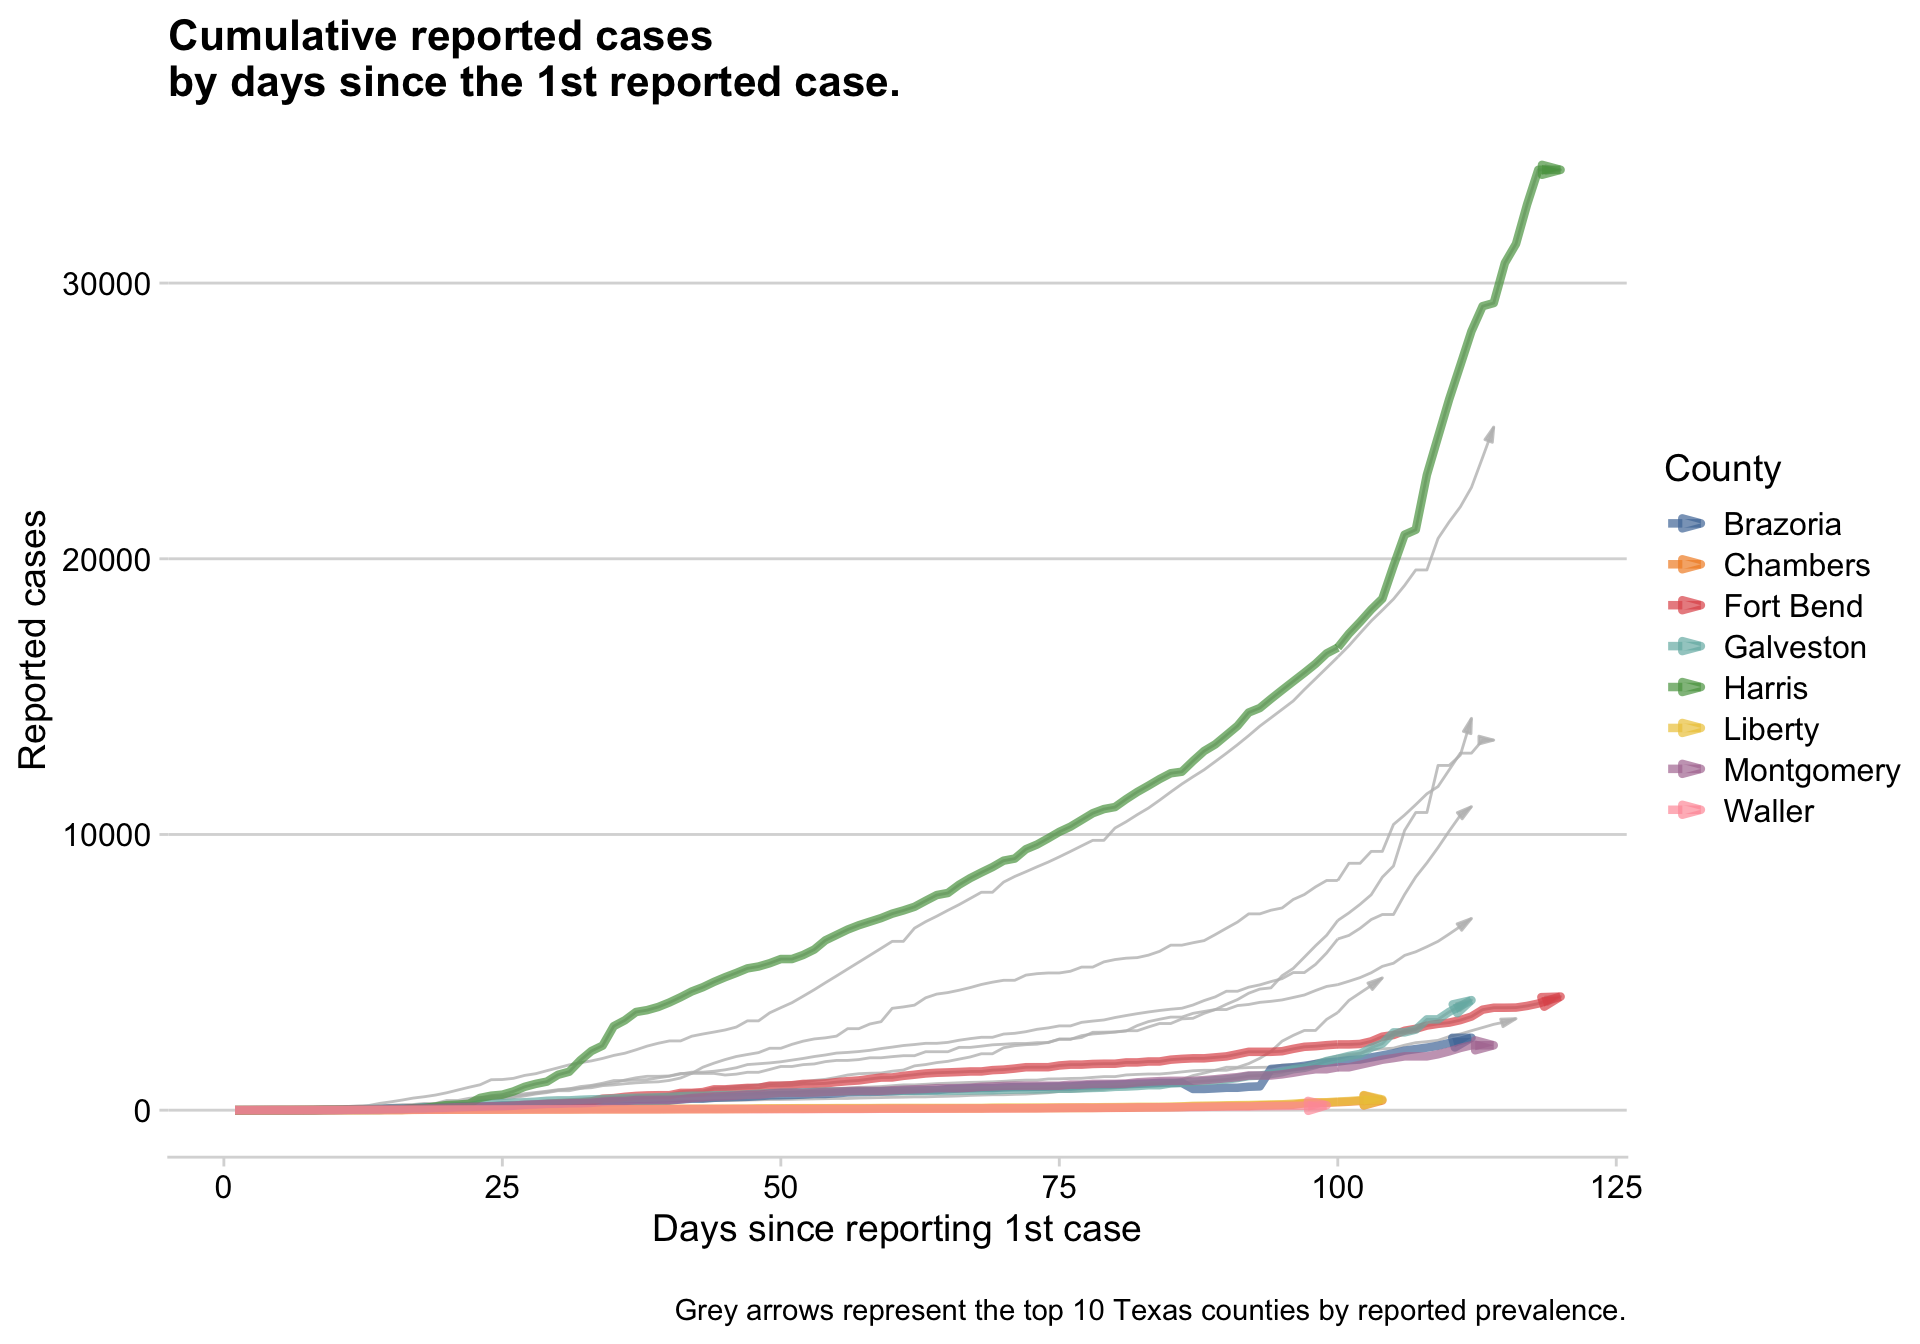 Cumulative reported cases
by days since the 1st reported case.
Reported cases
30000
20000
10000
0
0 25 50 75 100 125
Days since reporting 1st case
County
Brazoria
Chambers
Fort Bend
Galveston
Harris
Liberty
Montgomery
Waller
Grey arrows represent the top 10 Texas counties by reported prevalence.